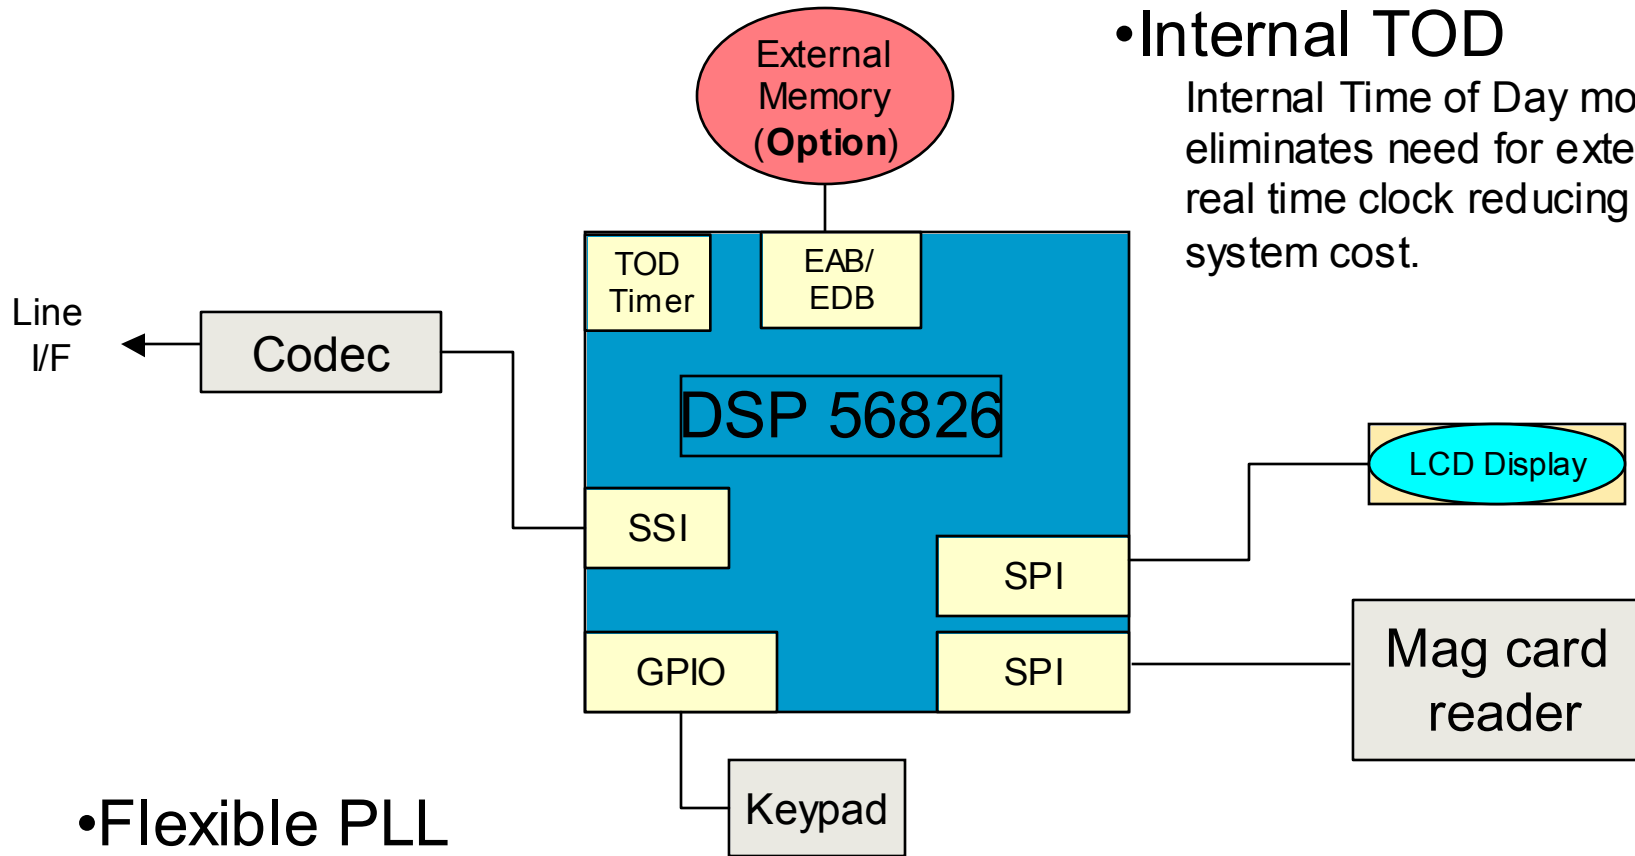 •Internal TOD
Internal Time of Day
eliminates need for
real time clock reducing
system cost.
External
Memory
(Option)
TOD
Timer
EAB/
EDB
Line
I/F
Codec
DSP 56826
LCD Display
SSI
SPI
GPIO
SPI
Mag card
reader
Keypad
•Flexible PLL